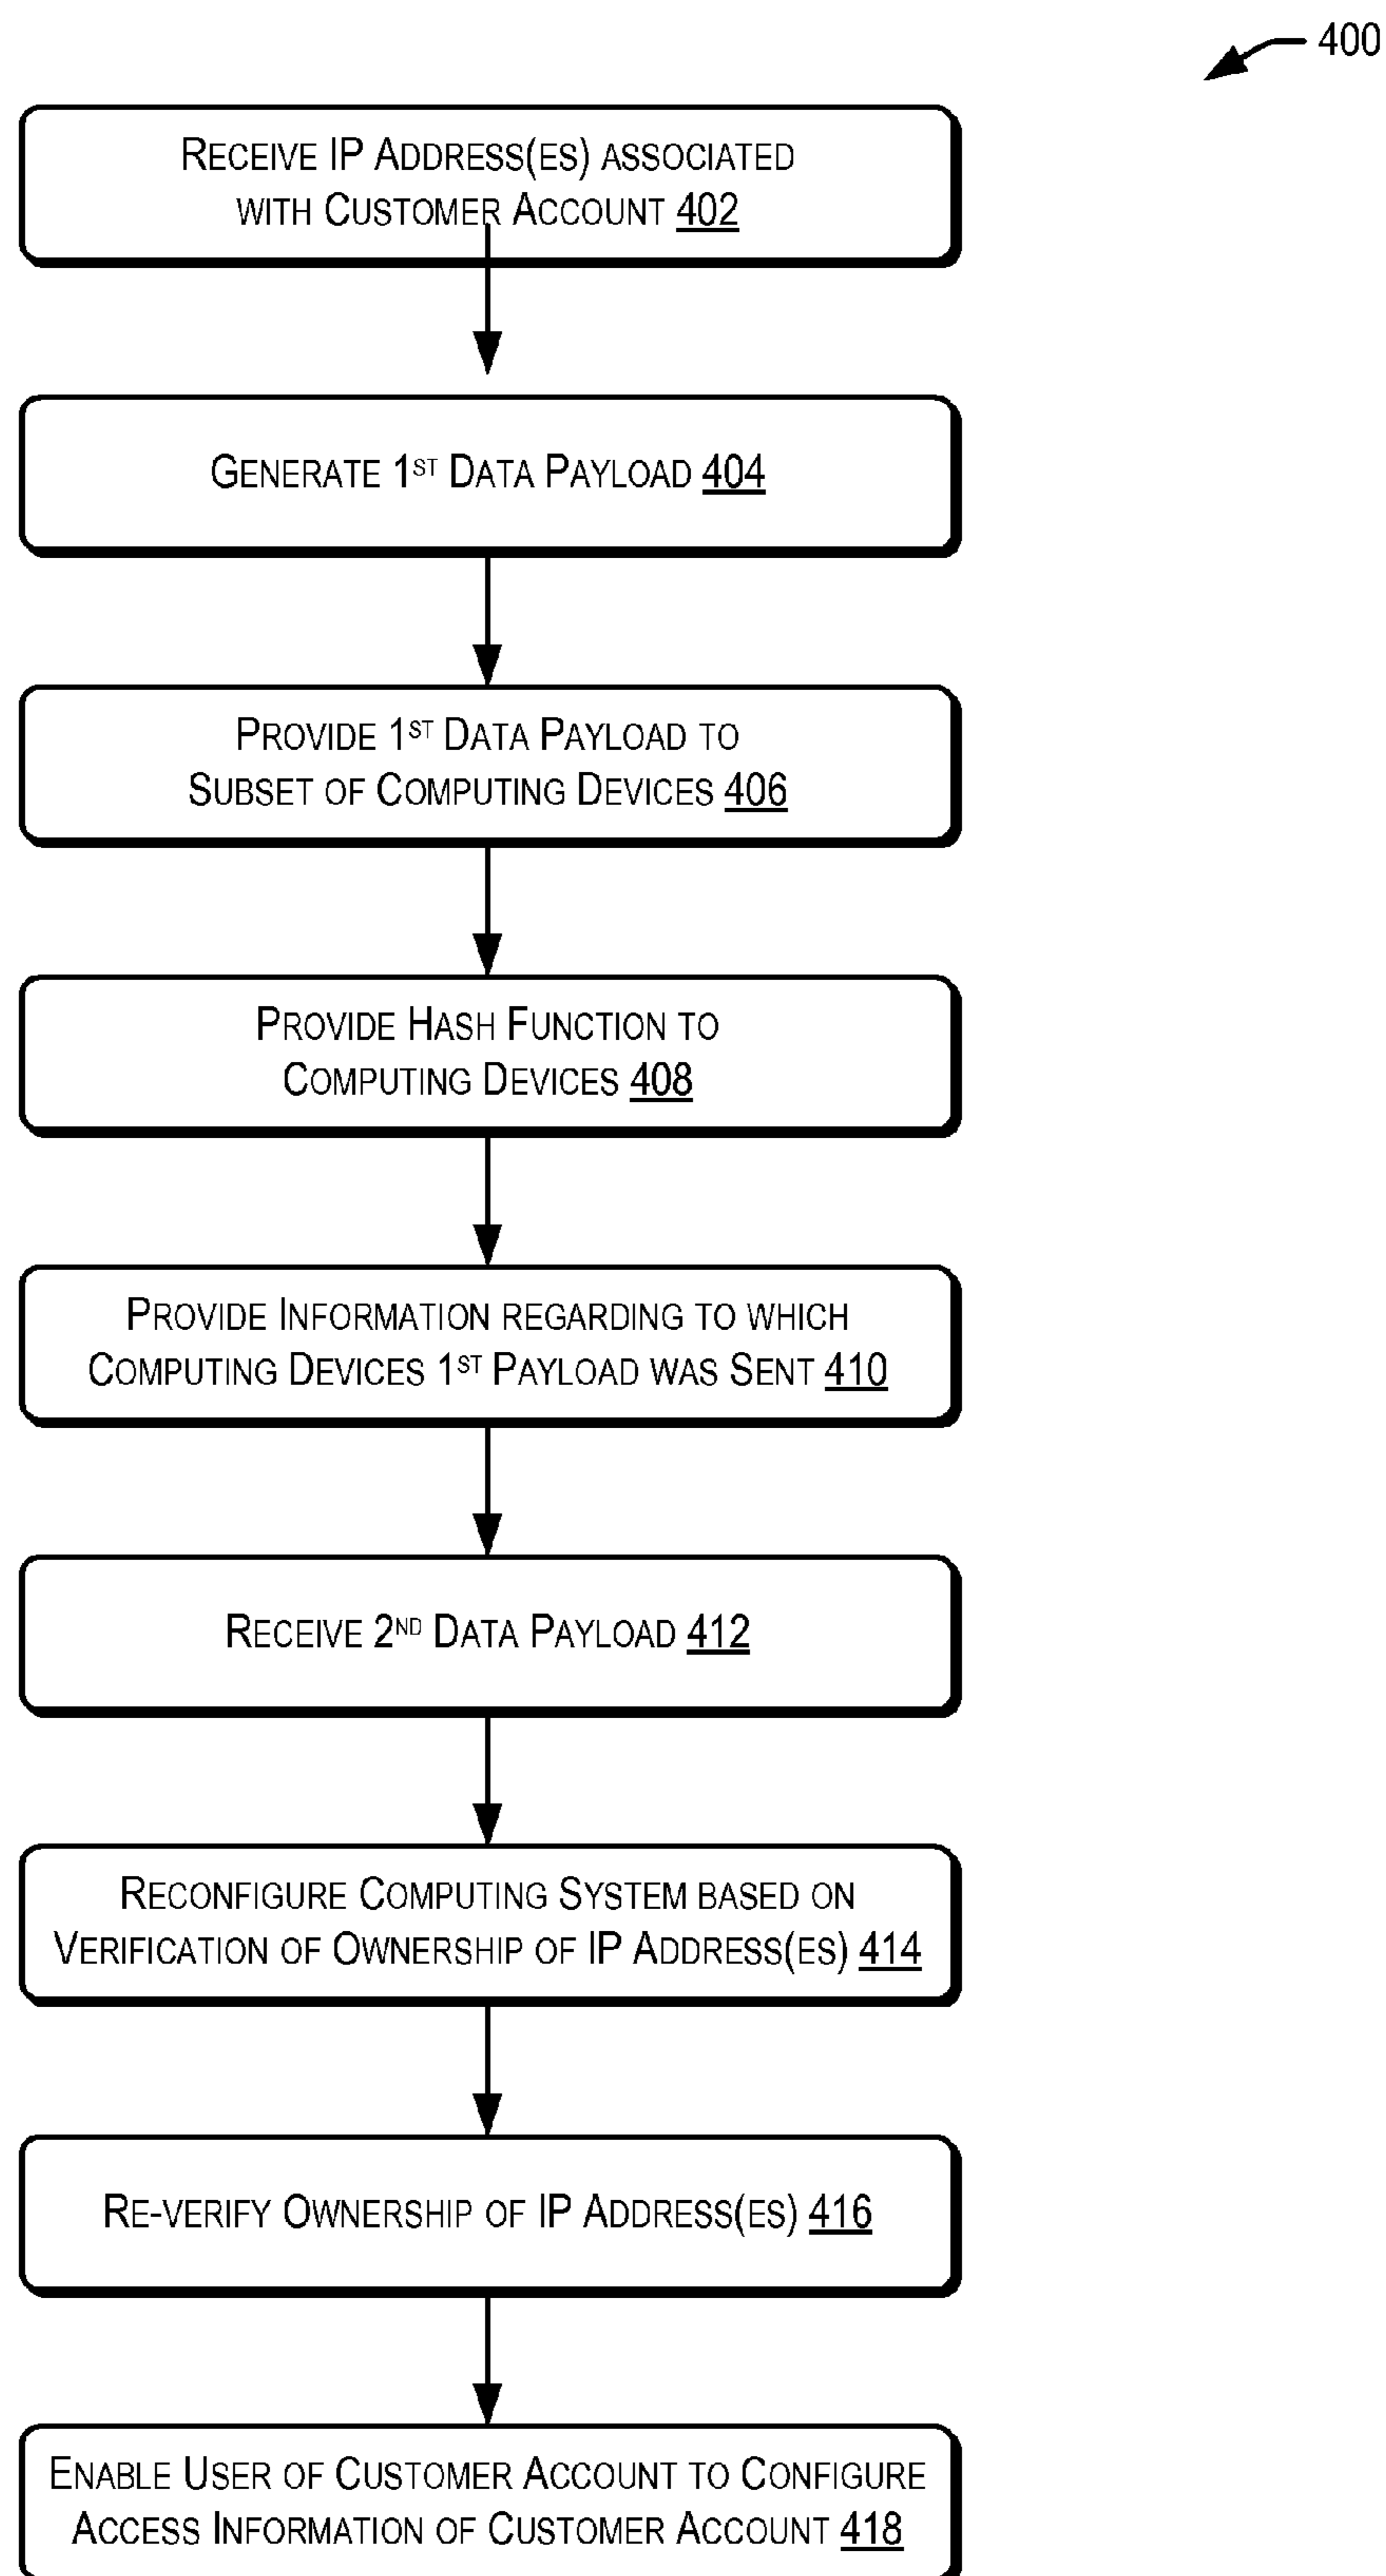 400
RECEIVE IP ADDRESS(ES) ASSOCIATED
WITH CUSTOMER ACCOUNT 402
GENERATE 1ST DATA PAYLOAD 404
PROVIDE 1ST DATA PAYLOAD TO
SUBSET OF COMPUTING DEVICES 406
PROVIDE HASH FUNCTION TO
COMPUTING DEVICES 408
PROVIDE INFORMATION REGARDING TO WHICH
COMPUTING DEVICES 1ST PAYLOAD WAS SENT 410
RECEIVE 2ND DATA PAYLOAD 412
RECONFIGURE COMPUTING SYSTEM BASED ON
VERIFICATION OF OWNERSHIP OF IP ADDRESS(ES) 414
RE-VERIFY OWNERSHIP OF IP ADDRESS(ES) 416
ENABLE USER OF CUSTOMER ACCOUNT TO CONFIGURE
ACCESS INFORMATION OF CUSTOMER ACCOUNT 418